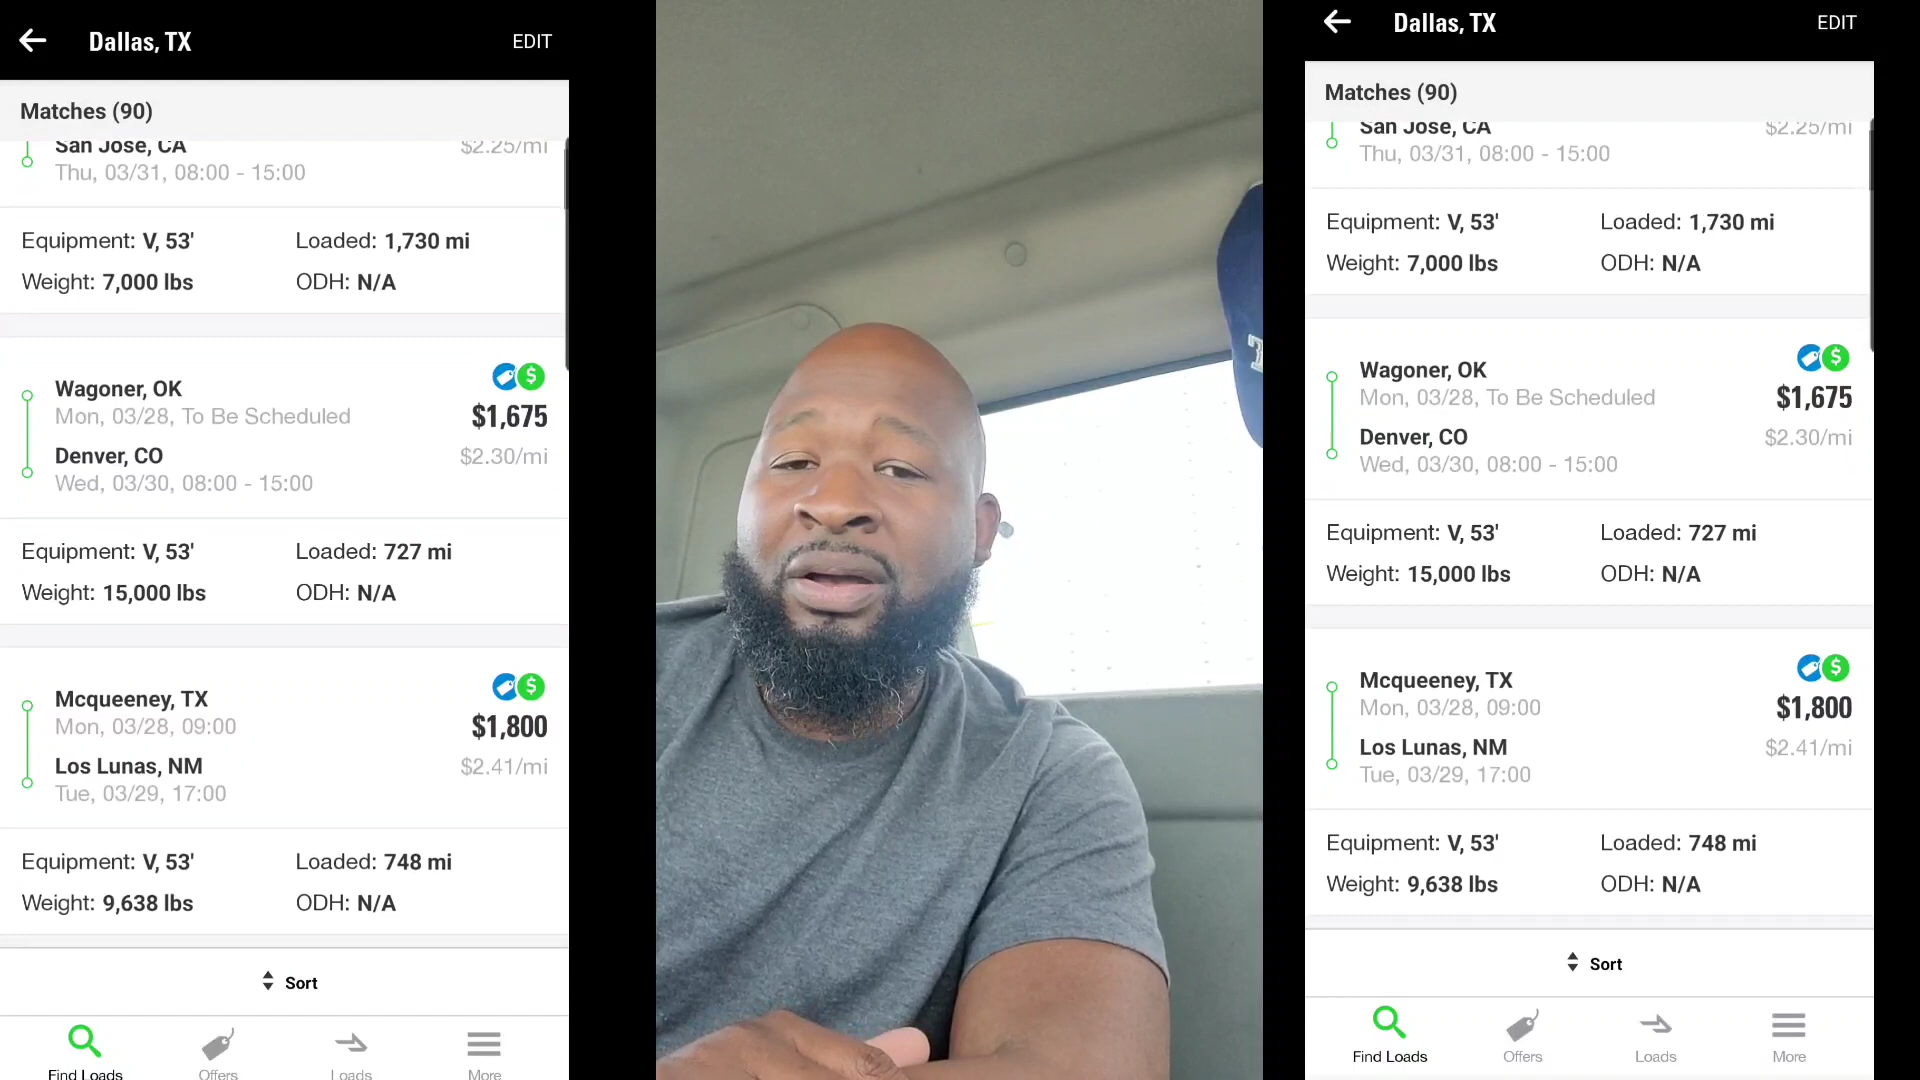 Dallas, TX
EDIT
Matches (90)
San Jose, CA
$2.25/mi
Thu, 03/31, 08:00 - 15:00
Equipment: V, 53'
Loaded: 1,730 mi
Weight: 7,000 lbs
ODH: N/A
Wagoner, OK
Mon, 03/28, To Be Scheduled
$1,675
Denver, CO
$2.30/mi
Wed, 03/30, 08:00 - 15:00
Equipment: V, 53'
Loaded: 727 mi
Weight: 15,000 lbs
ODH: N/A
Mcqueeney, TX
Mon, 03/28, 09:00
$1,800
Los Lunas, NM
$2.41/mi
Tue, 03/29, 17:00
Equipment: V, 53'
Loaded: 748 mi
Weight: 9,638 lbs
ODH: N/A
Sort
Find Loads
Offers
Loads
More
Dallas, TX
EDIT
Matches (90)
San Jose, CA
$2.25/mi
Thu, 03/31, 08:00 - 15:00
Equipment: V, 53'
Loaded: 1,730 mi
Weight: 7,000 lbs
ODH: N/A
Wagoner, OK
Mon, 03/28, To Be Scheduled
$1,675
Denver, CO
$2.30/mi
Wed, 03/30, 08:00 - 15:00
Equipment: V, 53'
Loaded: 727 mi
Weight: 15,000 lbs
ODH: N/A
Mcqueeney, TX
Mon, 03/28, 09:00
$1,800
Los Lunas, NM
$2.41/mi
Tue, 03/29, 17:00
Equipment: V, 53'
Loaded: 748 mi
Weight: 9,638 lbs
ODH: N/A
Sort
Find Loads
Offers
Loads
More